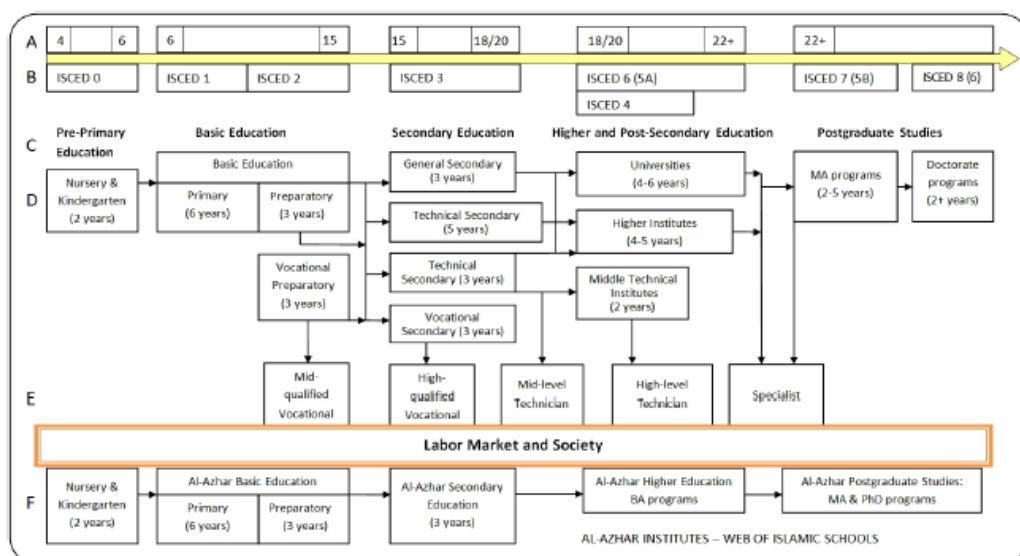 A
4
6
6
15
15
18/20
18/20
22+
22+
B
ISCED 0
ISCED 1
ISCED 2
ISCED 3
ISCED 6 (5A)
ISCED 4
ISCED 7 (5B)
ISCED 8 (6)
C
Pre-Primary
Education
Basic Education
Secondary Education
Higher and Post-Secondary Education
Postgraduate Studies
D
Nursery &
Kindergarten
(2 years)
Basic Education
Primary
(6 years)
Preparatory
(3 years)
Vocational
Preparatory
(3 years)
General Secondary
(3 years)
Technical Secondary
(5 years)
Technical
Secondary (3 years)
Vocational
Secondary (3 years)
Universities
(4-6 years)
Higher Institutes
(4-5 years)
Middle Technical
Institutes
(2 years)
MA programs
(2-5 years)
Doctorate
programs
(2+ years)
E
Mid-
qualified
Vocational
High-
qualified
Vocational
Mid-level
Technician
High-level
Technician
Specialist
Labor Market and Society
F
Nursery &
Kindergarten
(2 years)
Al-Azhar Basic Education
Primary
(6 years)
Preparatory
(3 years)
Al-Azhar Secondary
Education
(3 years)
Al-Azhar Higher Education
BA programs
Al-Azhar Postgraduate Studies:
MA & PhD programs
AL-AZHAR INSTITUTES – WEB OF ISLAMIC SCHOOLS